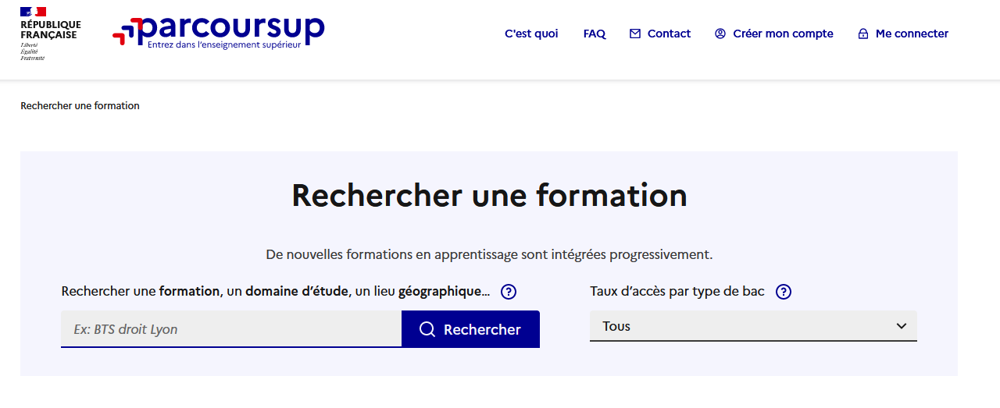 RÉPUBLIQUE
FRANÇAISE
Liberté
Égalité
Fraternité
parcoursup
Entrez dans l'enseignement supérieur
C'est quoi
FAQ
Contact
Créer mon compte
Me connecter
Rechercher une formation
Rechercher une formation
De nouvelles formations en apprentissage sont intégrées progressivement.
Rechercher une formation, un domaine d’étude, un lieu géographique... ?
Taux d’accès par type de bac ?
Ex: BTS droit Lyon
Rechercher
Tous